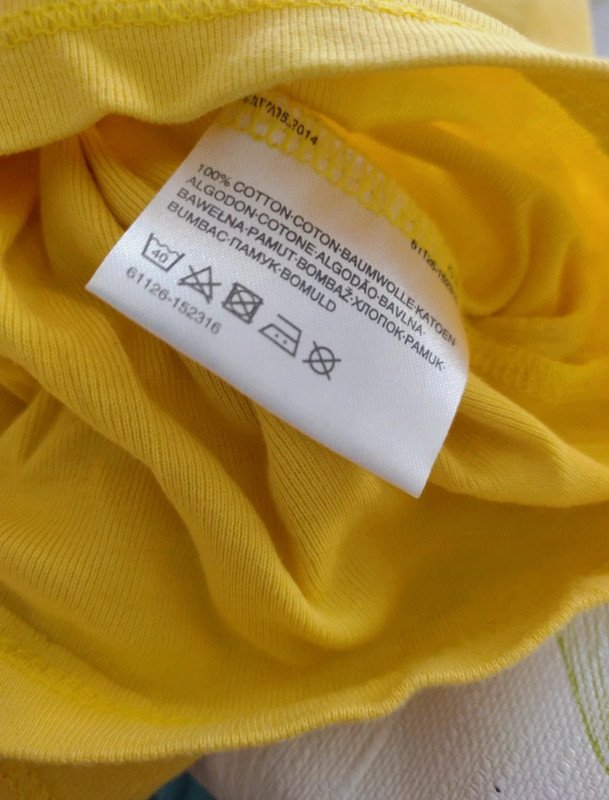 100% COTTON·COTON·BAUMWOLLE·KATOEN·
ALGODON·COTONE·ALGODÃO·BAVLNA·
BAWEŁNA·PAMUT·BOMBAŽ·ХЛОПОК·PAMUK·
BUMBAC·ПАМУК·BOMULD
40
61126-152316